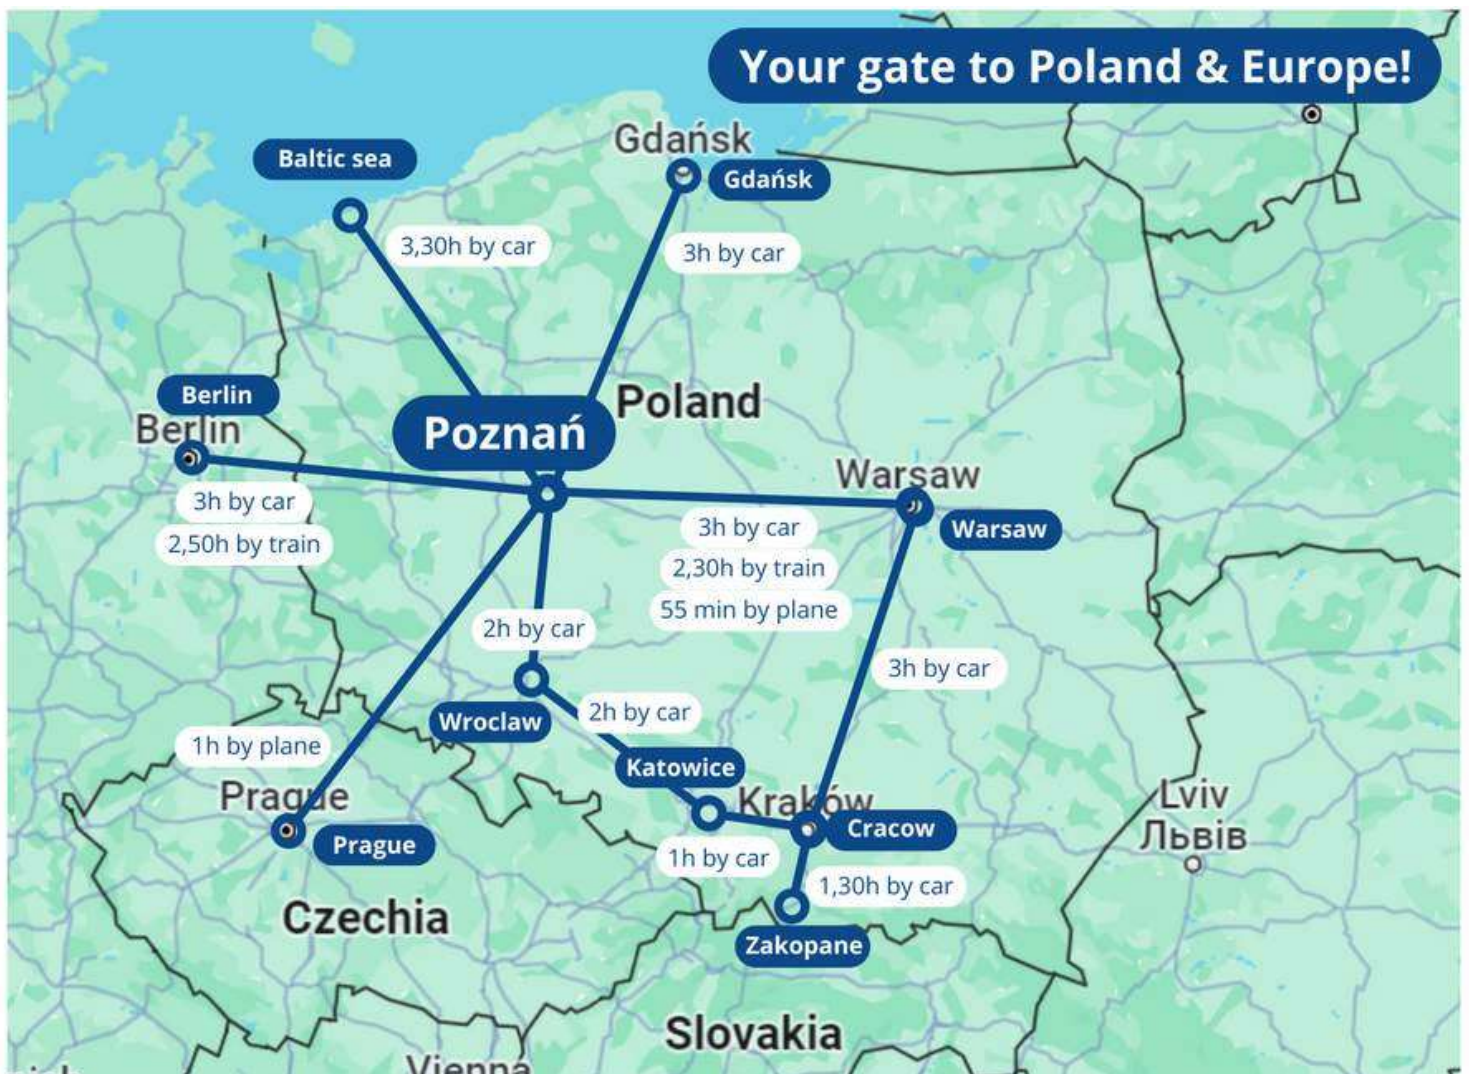 Your gate to Poland & Europe!
Baltic sea
Gdańsk
Gdańsk
3,30h by car
3h by car
Berlin
Berlin
Poznań
Poland
3h by car
2,50h by train
Warsaw
Warsaw
3h by car
2,30h by train
55 min by plane
2h by car
3h by car
Wroclaw
2h by car
1h by plane
Katowice
Prague
Prague
Kraków
Cracow
Lviv
Львів
1h by car
1,30h by car
Zakopane
Czechia
Slovakia
Vienna